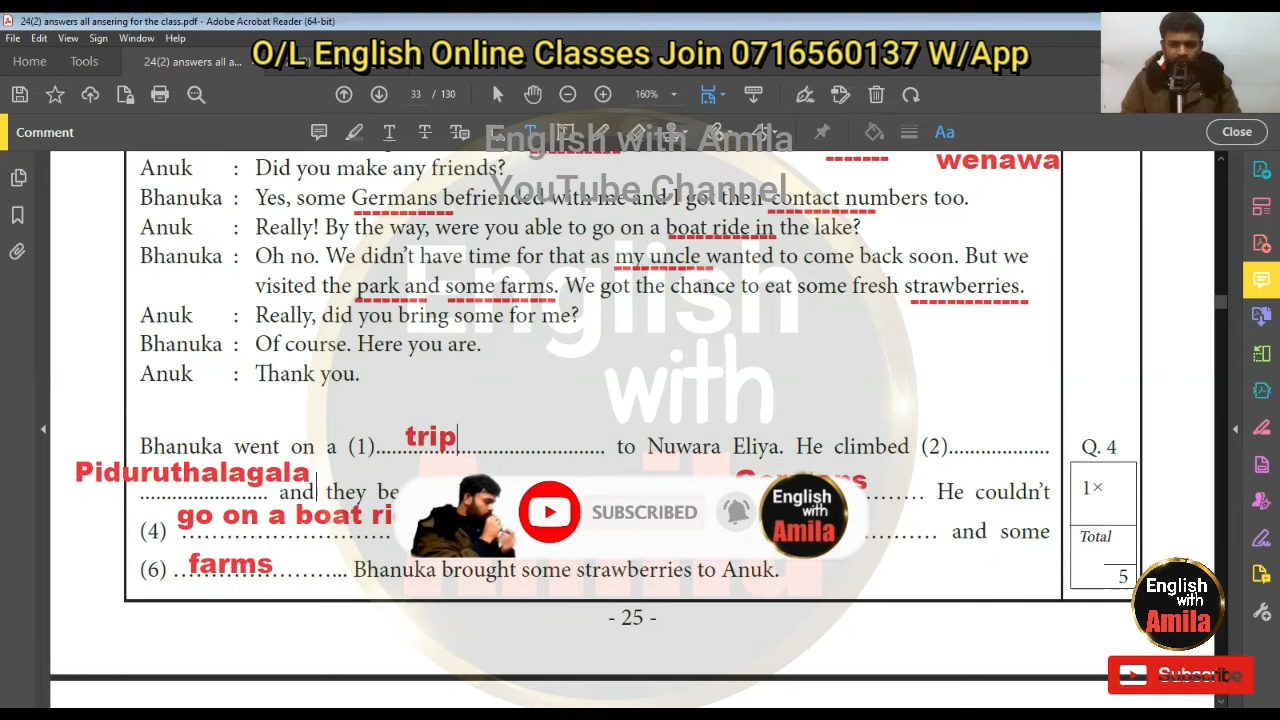 24(2) answers all ansering for the class.pdf - Adobe Acrobat Reader (64-bit)
File Edit View Sign Window Help
O/L English Online Classes Join 0716560137 W/App
Home Tools 24(2) answers all a...
33 / 130 160%
Comment Close
English with Amila
YouTube Channel
wenawa
Anuk : Did you make any friends?
Bhanuka : Yes, some Germans befriended with me and I got their contact numbers too.
Anuk : Really! By the way, were you able to go on a boat ride in the lake?
Bhanuka : Oh no. We didn't have time for that as my uncle wanted to come back soon. But we
visited the park and some farms. We got the chance to eat some fresh strawberries.
Anuk : Really, did you bring some for me?
Bhanuka : Of course. Here you are.
Anuk : Thank you.
English
with
Bhanuka went on a (1)....trip.... to Nuwara Eliya. He climbed (2)..................
Q. 4
Piduruthalagala
....................... and they be Germans ......... He couldn't
1×
(4) go on a boat ri ............ and some
Total
(6) farms ... Bhanuka brought some strawberries to Anuk.
5
SUBSCRIBED
English with Amila
- 25 -
English with Amila
Subscribe